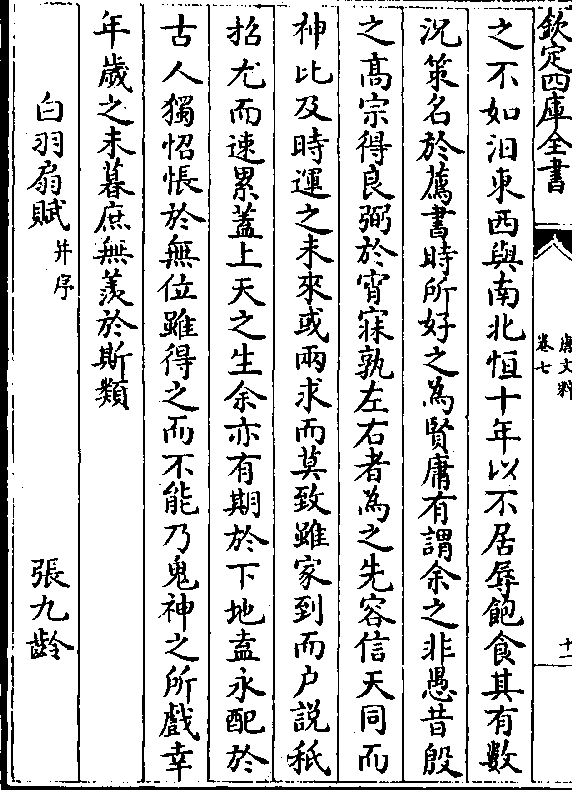 欽定四庫全書
唐文粹
卷七
十一
之不如汨東西與南北恒十年以不居辱飽食其有數
況策名於薦書時所好之為賢庸有謂余之非愚昔殷
之髙宗得良弼於宵寐孰左右者為之先容信天同而
神比及時運之未來或兩求而莫致雖家到而户説秪
招尤而速累蓋上天之生余亦有期於下地盍永配於
古人獨怊悵於無位雖得之而不能乃鬼神之所戲幸
年歲之未暮庶無羨於斯類
白羽扇賦并序 張九齡